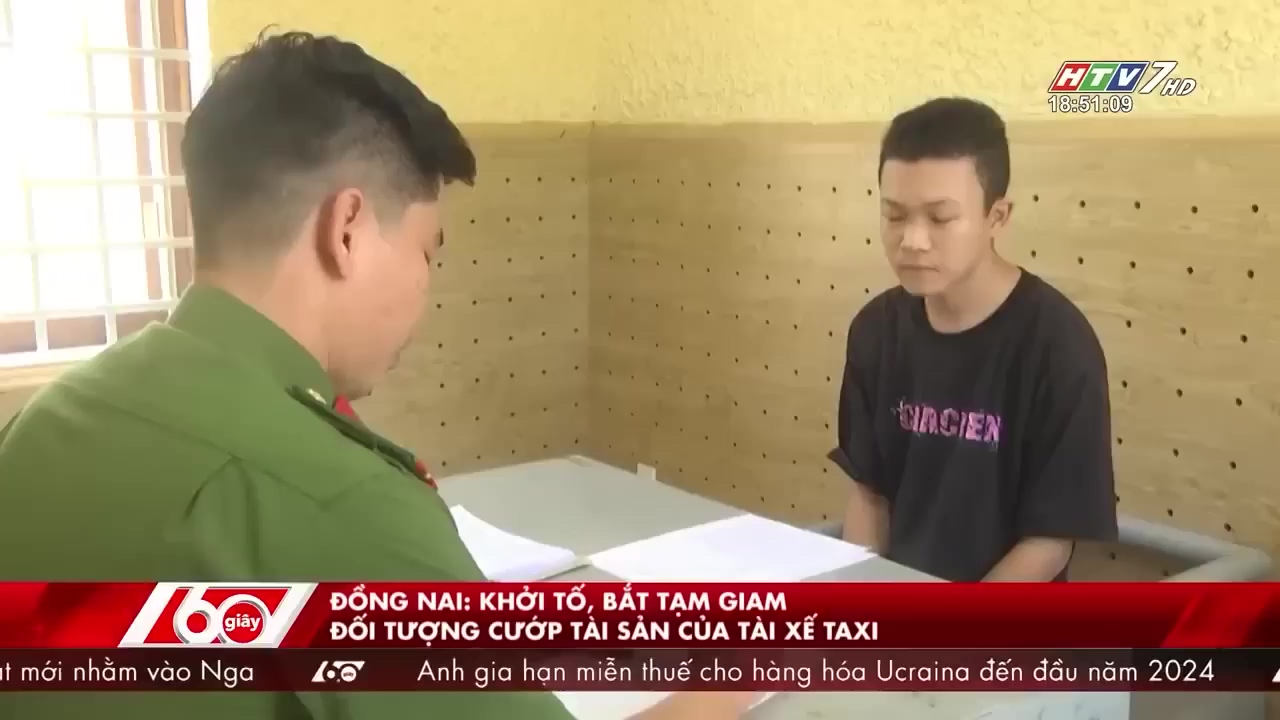 HTV7 HD
18:51:09
60 giây
ĐỒNG NAI: KHỞI TỐ, BẮT TẠM GIAM
ĐỐI TƯỢNG CƯỚP TÀI SẢN CỦA TÀI XẾ TAXI
mới nhằm vào Nga 60 giây Anh gia hạn miễn thuế cho hàng hóa Ucraina đến đầu năm 2024